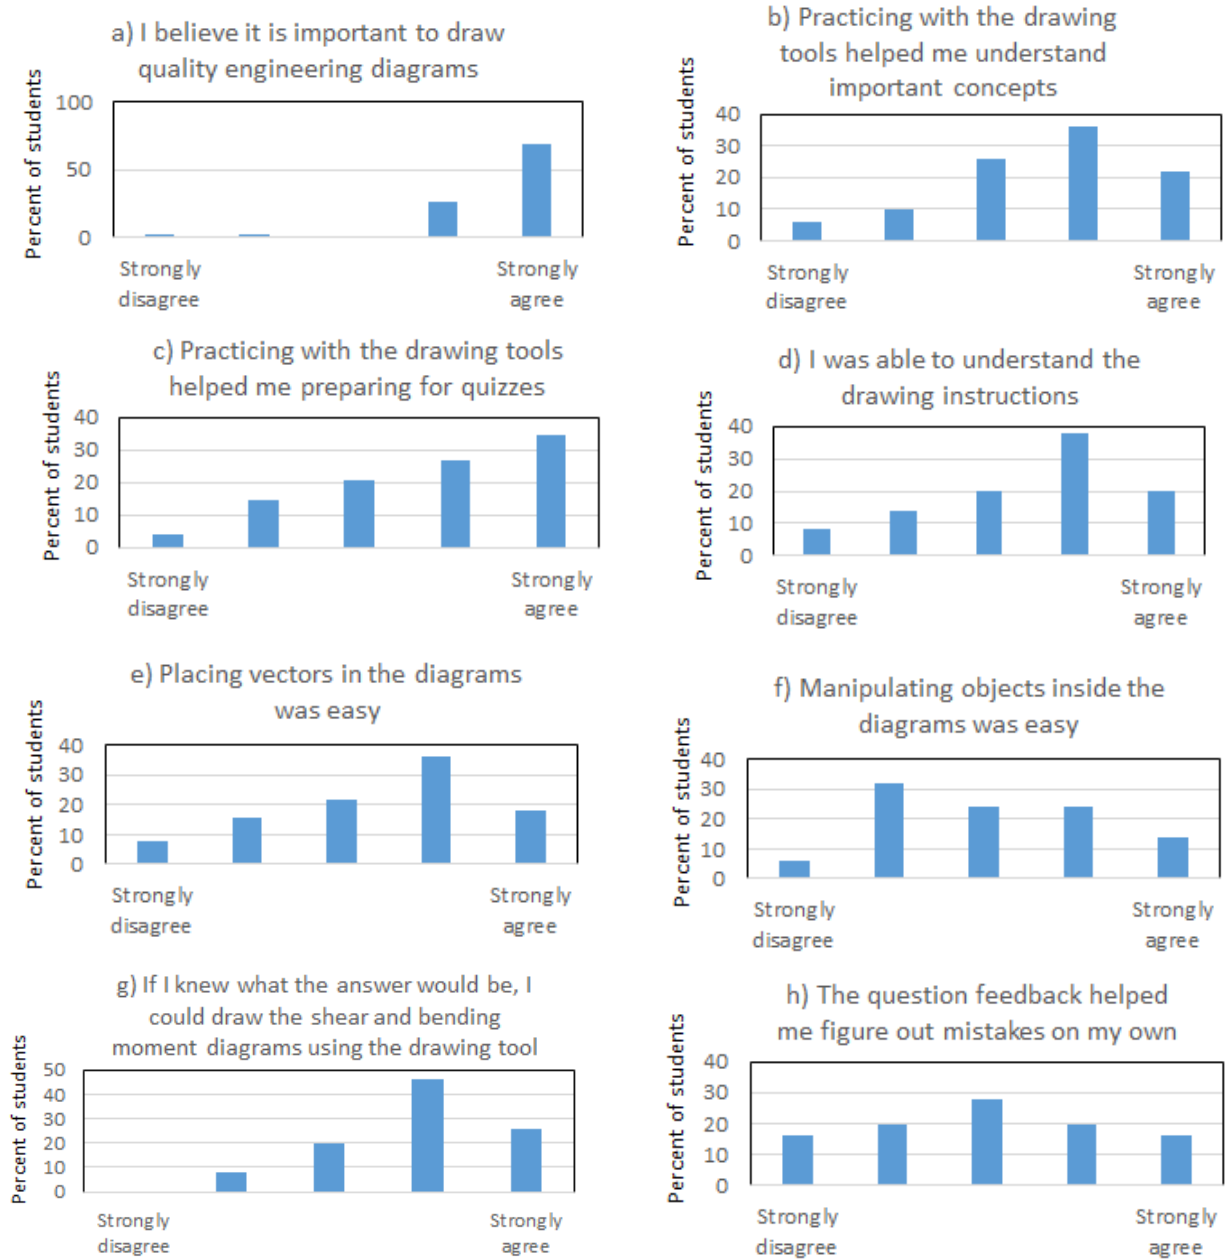 a) I believe it is important to draw
quality engineering diagrams
Percent of students
100
50
0
Strongly
disagree
Strongly
agree
b) Practicing with the drawing
tools helped me understand
important concepts
Percent of students
40
30
20
10
0
Strongly
disagree
Strongly
agree
c) Practicing with the drawing tools
helped me preparing for quizzes
Percent of students
40
30
20
10
0
Strongly
disagree
Strongly
agree
d) I was able to understand the
drawing instructions
Percent of students
40
30
20
10
0
Strongly
disagree
Strongly
agree
e) Placing vectors in the diagrams
was easy
Percent of students
40
30
20
10
0
Strongly
disagree
Strongly
agree
f) Manipulating objects inside the
diagrams was easy
Percent of students
40
30
20
10
0
Strongly
disagree
Strongly
agree
g) If I knew what the answer would be, I
could draw the shear and bending
moment diagrams using the drawing tool
Percent of students
50
40
30
20
10
0
Strongly
disagree
Strongly
agree
h) The question feedback helped
me figure out mistakes on my own
Percent of students
40
30
20
10
0
Strongly
disagree
Strongly
agree